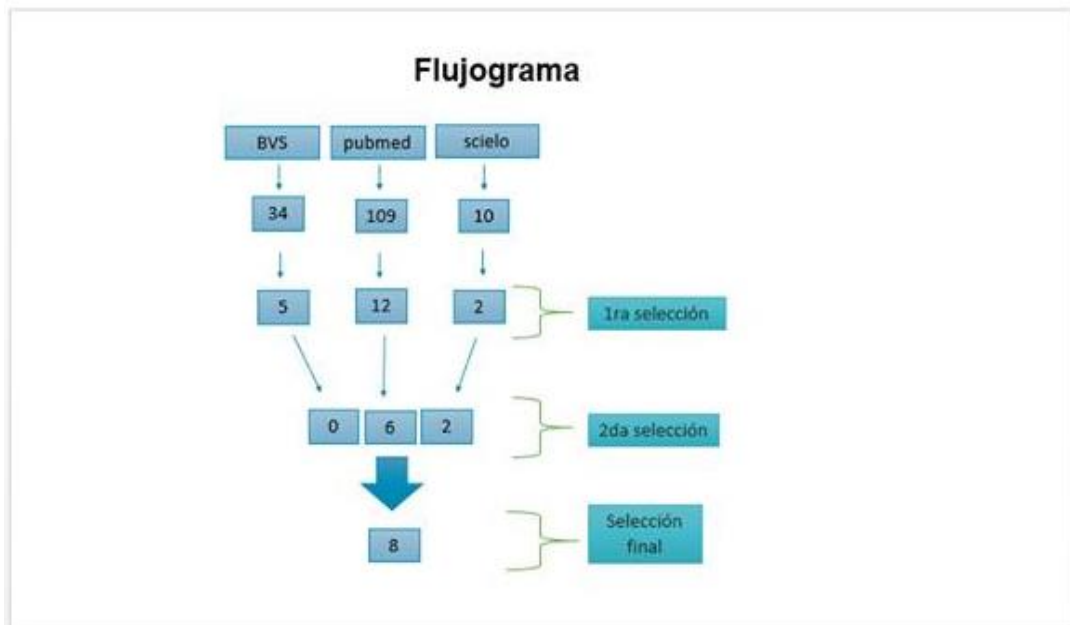 Flujograma
BVS pubmed scielo
34 109 10
5 12 2
1ra selección
0 6 2
2da selección
8
Selección
final